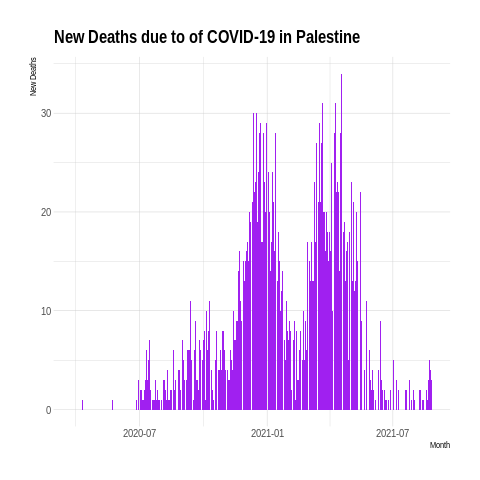 New Deaths due to of COVID-19 in Palestine
New Deaths
30
20
10
0
2020-07
2021-01
2021-07
Month